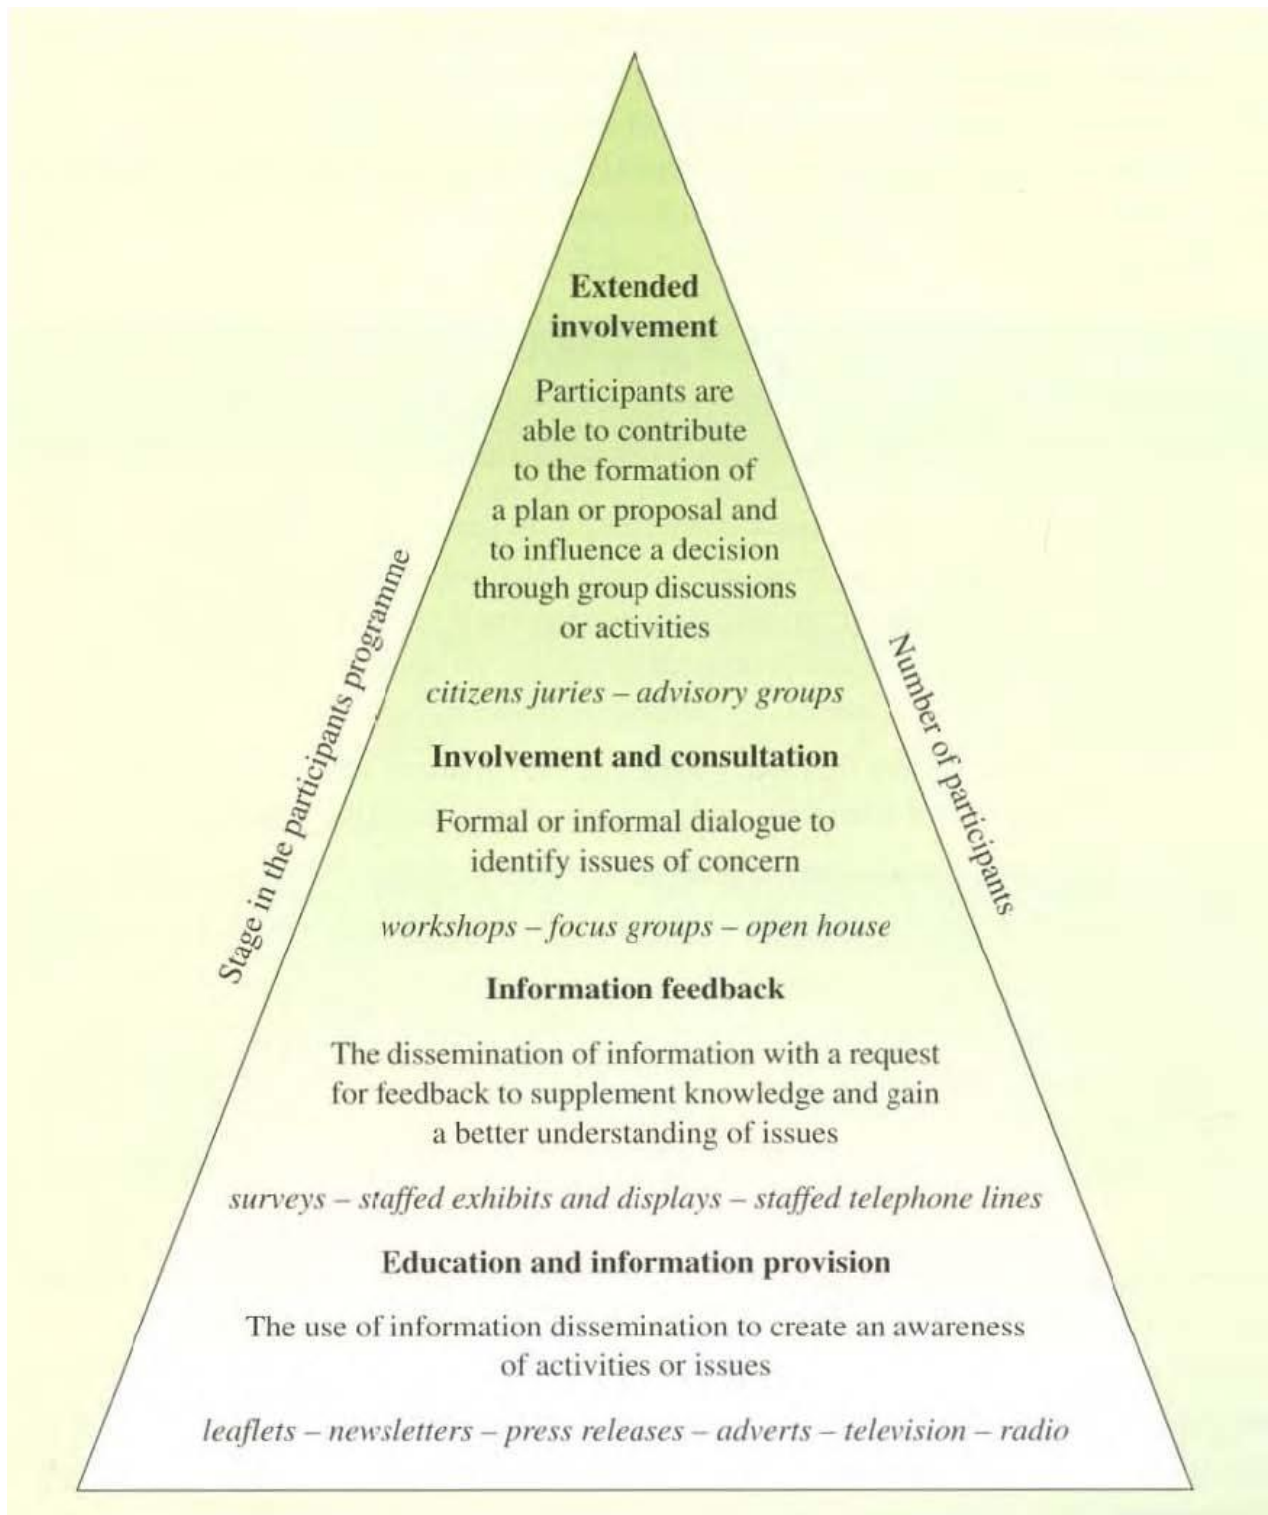 Extended
involvement
Participants are
able to contribute
to the formation of
a plan or proposal and
to influence a decision
through group discussions
or activities
citizens juries – advisory groups
Involvement and consultation
Formal or informal dialogue to
identify issues of concern
workshops – focus groups – open house
Information feedback
The dissemination of information with a request
for feedback to supplement knowledge and gain
a better understanding of issues
surveys – staffed exhibits and displays – staffed telephone lines
Education and information provision
The use of information dissemination to create an awareness
of activities or issues
leaflets – newsletters – press releases – adverts – television – radio
Stage in the participants programme
Number of participants